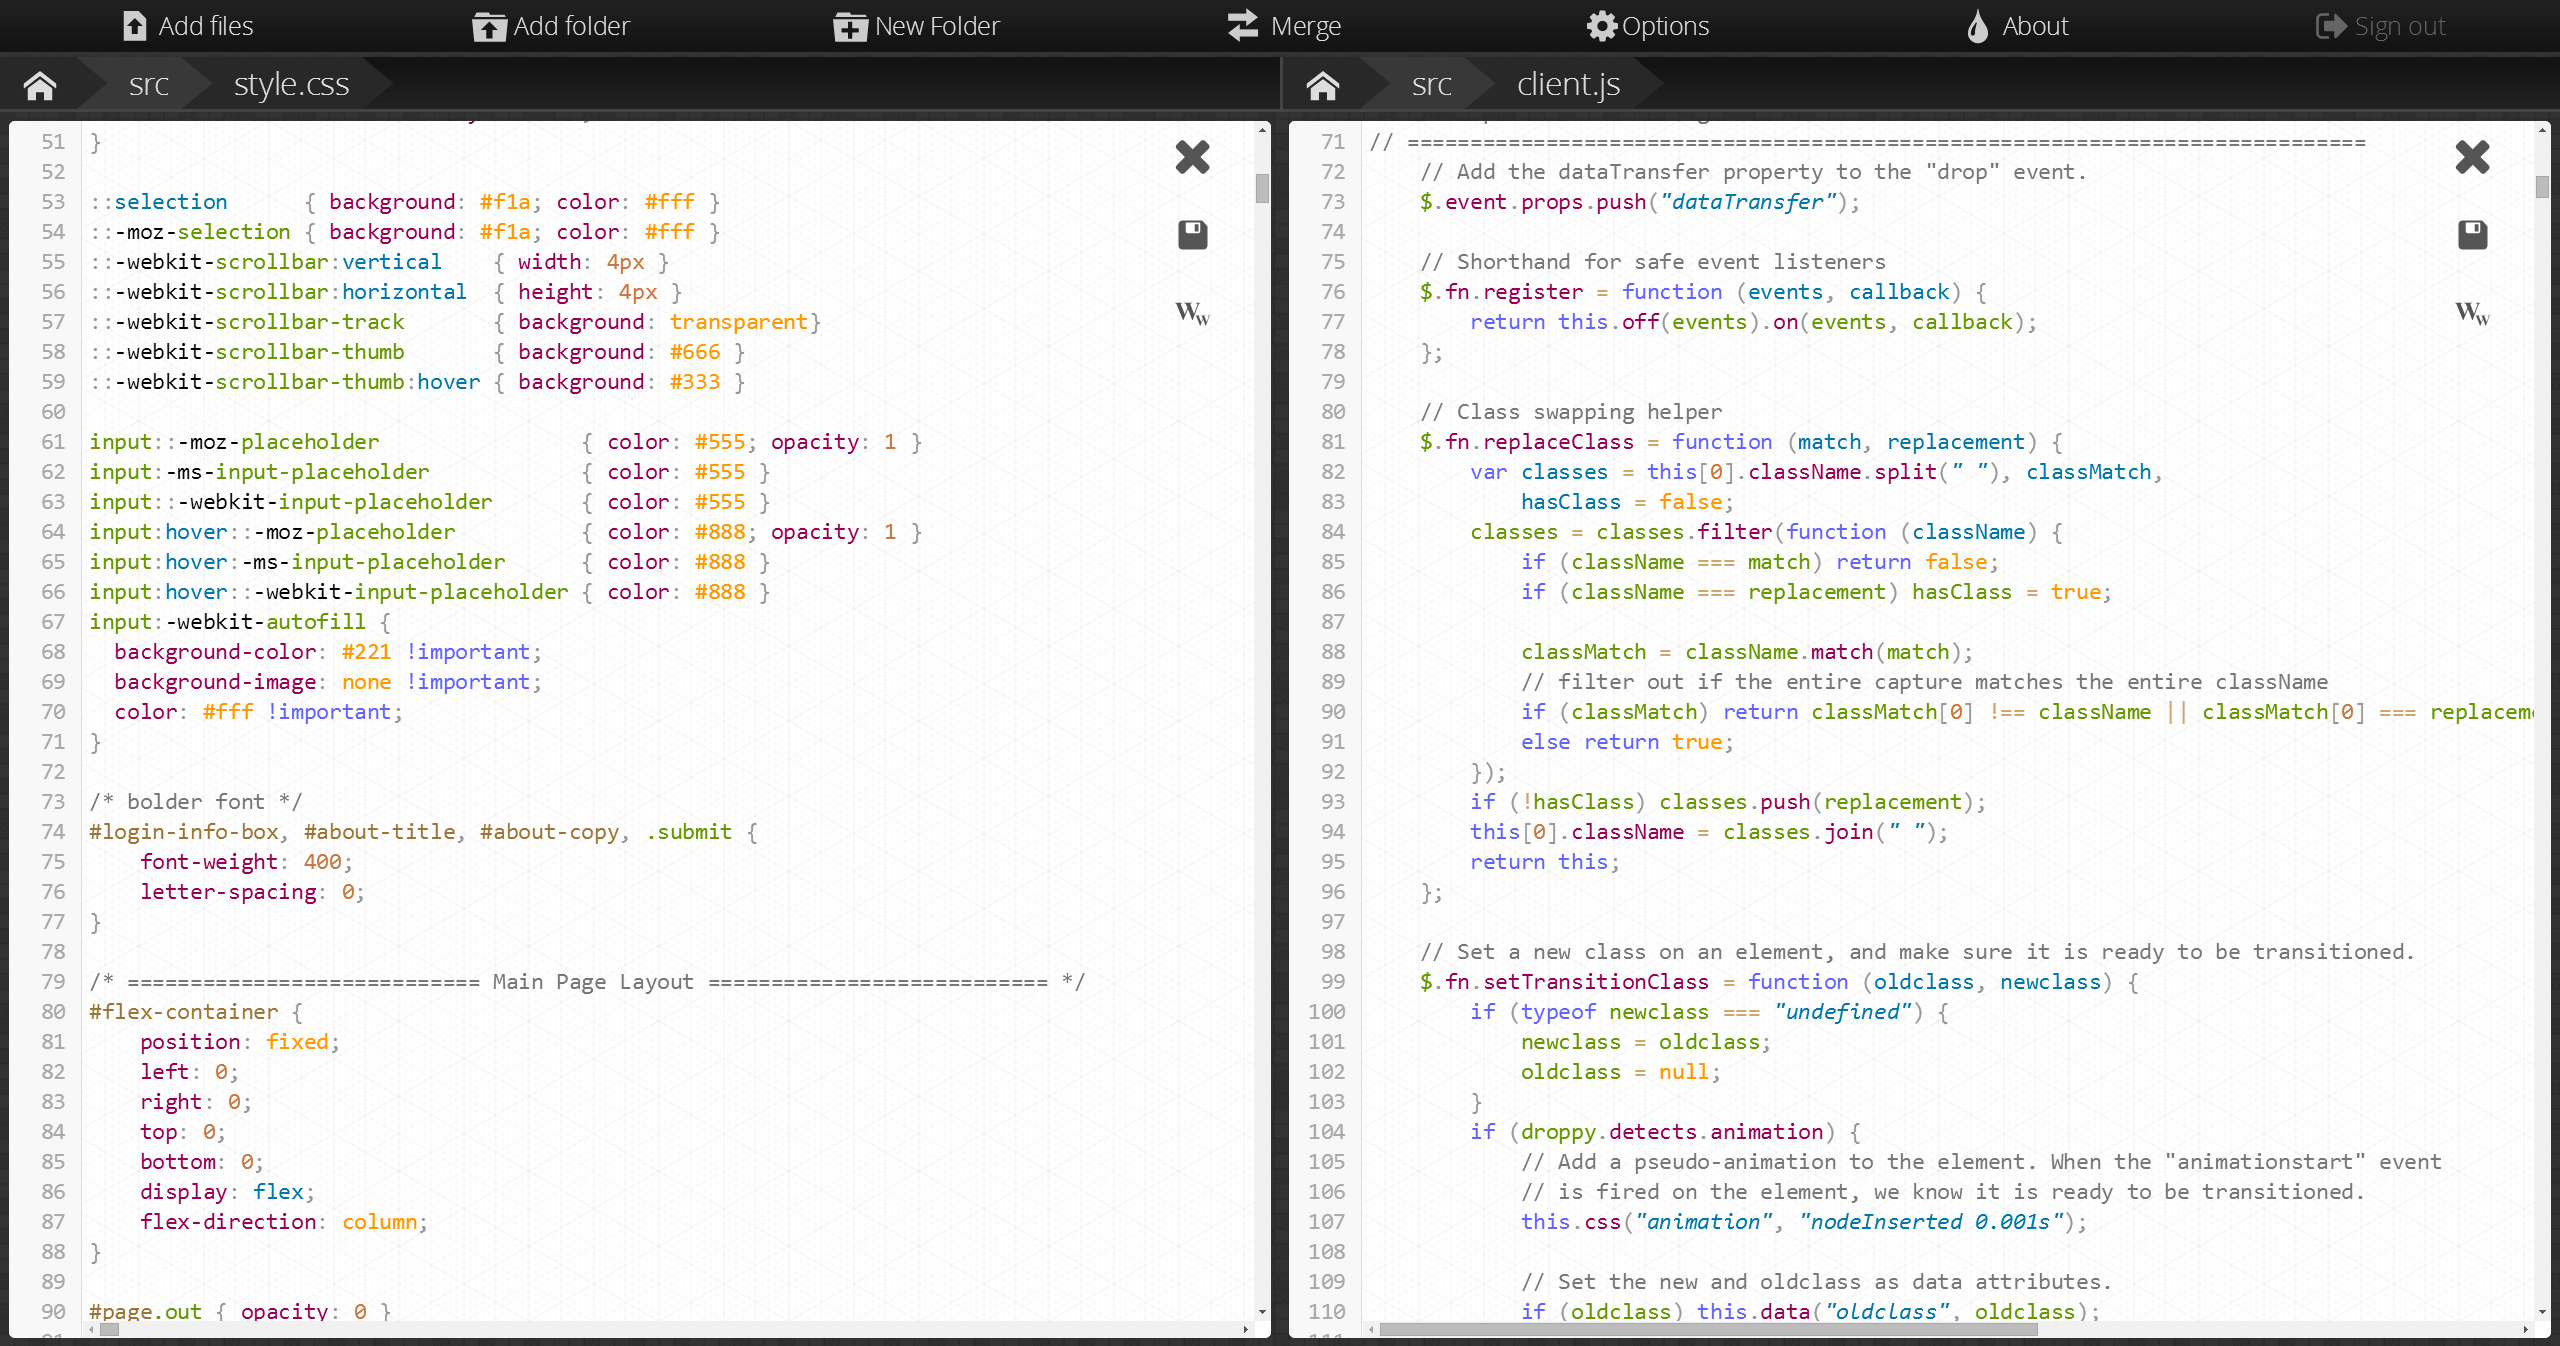 Add files
Add folder
New Folder
Merge
Options
About
Sign out
src
style.css
51 }
52
53 ::selection      { background: #f1a; color: #fff }
54 ::-moz-selection { background: #f1a; color: #fff }
55 ::-webkit-scrollbar:vertical    { width: 4px }
56 ::-webkit-scrollbar:horizontal  { height: 4px }
57 ::-webkit-scrollbar-track       { background: transparent}
58 ::-webkit-scrollbar-thumb       { background: #666 }
59 ::-webkit-scrollbar-thumb:hover { background: #333 }
60
61 input::-moz-placeholder                { color: #555; opacity: 1 }
62 input:-ms-input-placeholder            { color: #555 }
63 input::-webkit-input-placeholder       { color: #555 }
64 input:hover::-moz-placeholder          { color: #888; opacity: 1 }
65 input:hover:-ms-input-placeholder      { color: #888 }
66 input:hover::-webkit-input-placeholder { color: #888 }
67 input:-webkit-autofill {
68   background-color: #221 !important;
69   background-image: none !important;
70   color: #fff !important;
71 }
72
73 /* bolder font */
74 #login-info-box, #about-title, #about-copy, .submit {
75     font-weight: 400;
76     letter-spacing: 0;
77 }
78
79 /* ============================ Main Page Layout =========================== */
80 #flex-container {
81     position: fixed;
82     left: 0;
83     right: 0;
84     top: 0;
85     bottom: 0;
86     display: flex;
87     flex-direction: column;
88 }
89
90 #page.out { opacity: 0 }
Ww
src
client.js
71 // ============================================================================
72     // Add the dataTransfer property to the "drop" event.
73     $.event.props.push("dataTransfer");
74
75     // Shorthand for safe event listeners
76     $.fn.register = function (events, callback) {
77         return this.off(events).on(events, callback);
78     };
79
80     // Class swapping helper
81     $.fn.replaceClass = function (match, replacement) {
82         var classes = this[0].className.split(" "), classMatch,
83             hasClass = false;
84         classes = classes.filter(function (className) {
85             if (className === match) return false;
86             if (className === replacement) hasClass = true;
87
88             classMatch = className.match(match);
89             // filter out if the entire capture matches the entire className
90             if (classMatch) return classMatch[0] !== className || classMatch[0] === replacem
91             else return true;
92         });
93         if (!hasClass) classes.push(replacement);
94         this[0].className = classes.join(" ");
95         return this;
96     };
97
98     // Set a new class on an element, and make sure it is ready to be transitioned.
99     $.fn.setTransitionClass = function (oldclass, newclass) {
100         if (typeof newclass === "undefined") {
101             newclass = oldclass;
102             oldclass = null;
103         }
104         if (droppy.detects.animation) {
105             // Add a pseudo-animation to the element. When the "animationstart" event
106             // is fired on the element, we know it is ready to be transitioned.
107             this.css("animation", "nodeInserted 0.001s");
108
109             // Set the new and oldclass as data attributes.
110             if (oldclass) this.data("oldclass", oldclass);
Ww